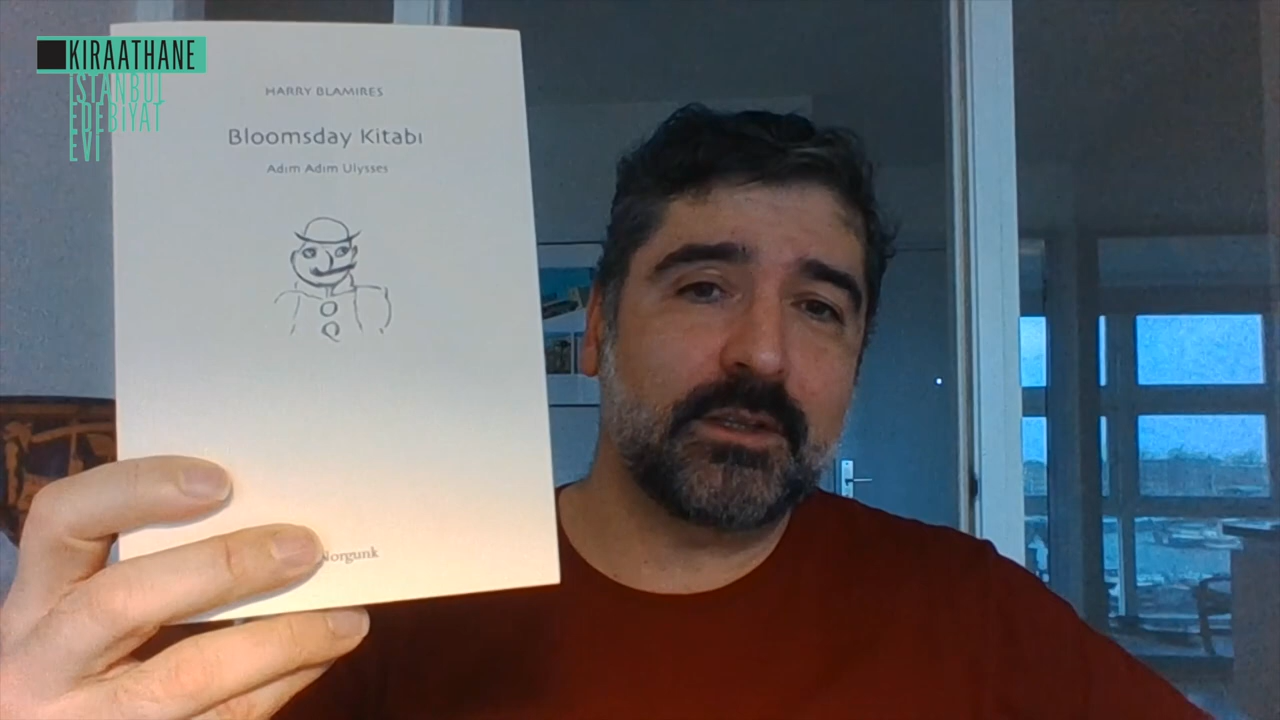 KIRAATHANE
İSTANBUL
EDEBİYAT
EVİ
HARRY BLAMIRES
Bloomsday Kitabı
Adım Adım Ulysses
Norgunk